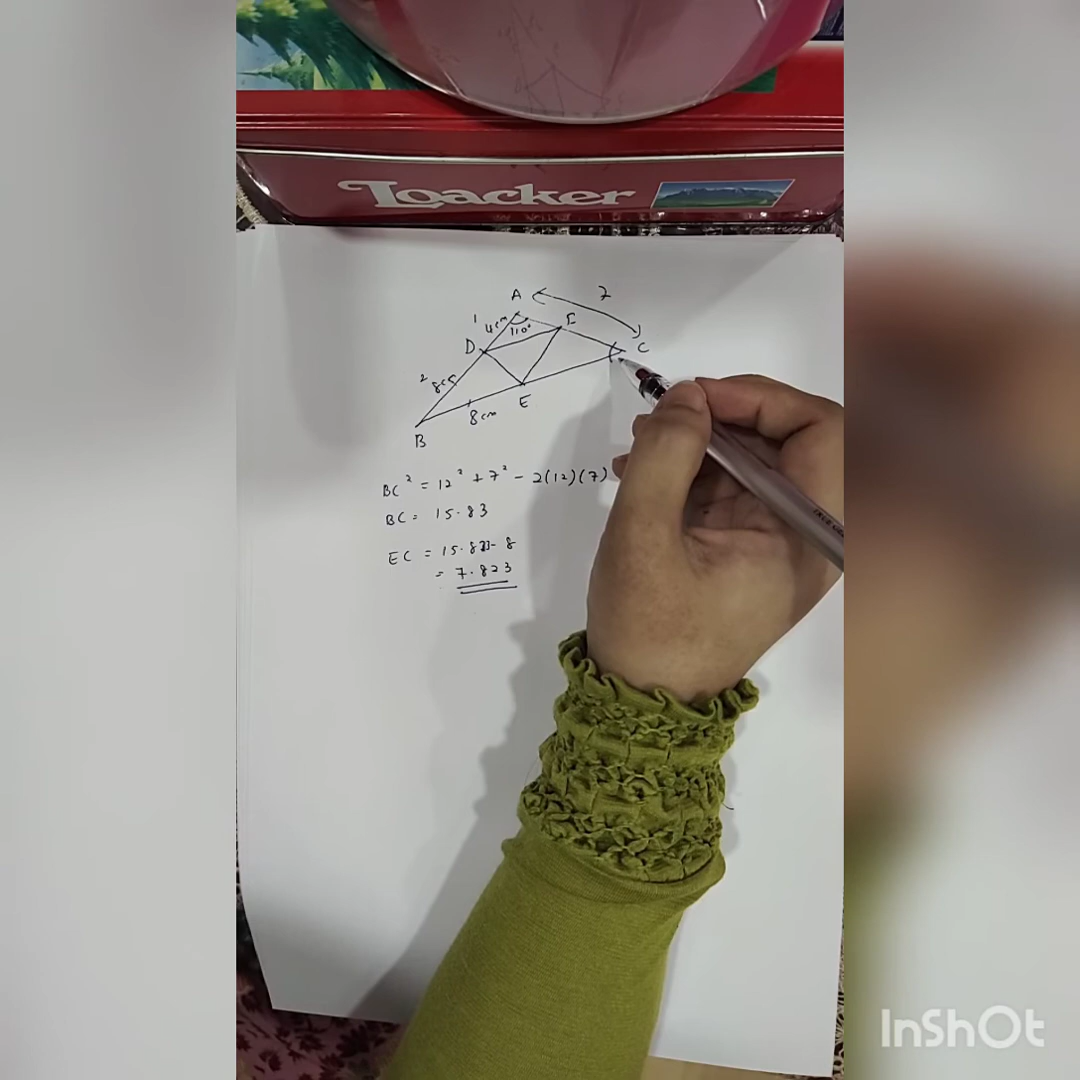 Loacker
A
7
1
4cm
110°
E
D
C
2
8cm
E
8cm
B
BC² = 12² + 7² - 2(12)(7)
BC = 15.83
EC = 15.823- 8
= 7.823
InShOt